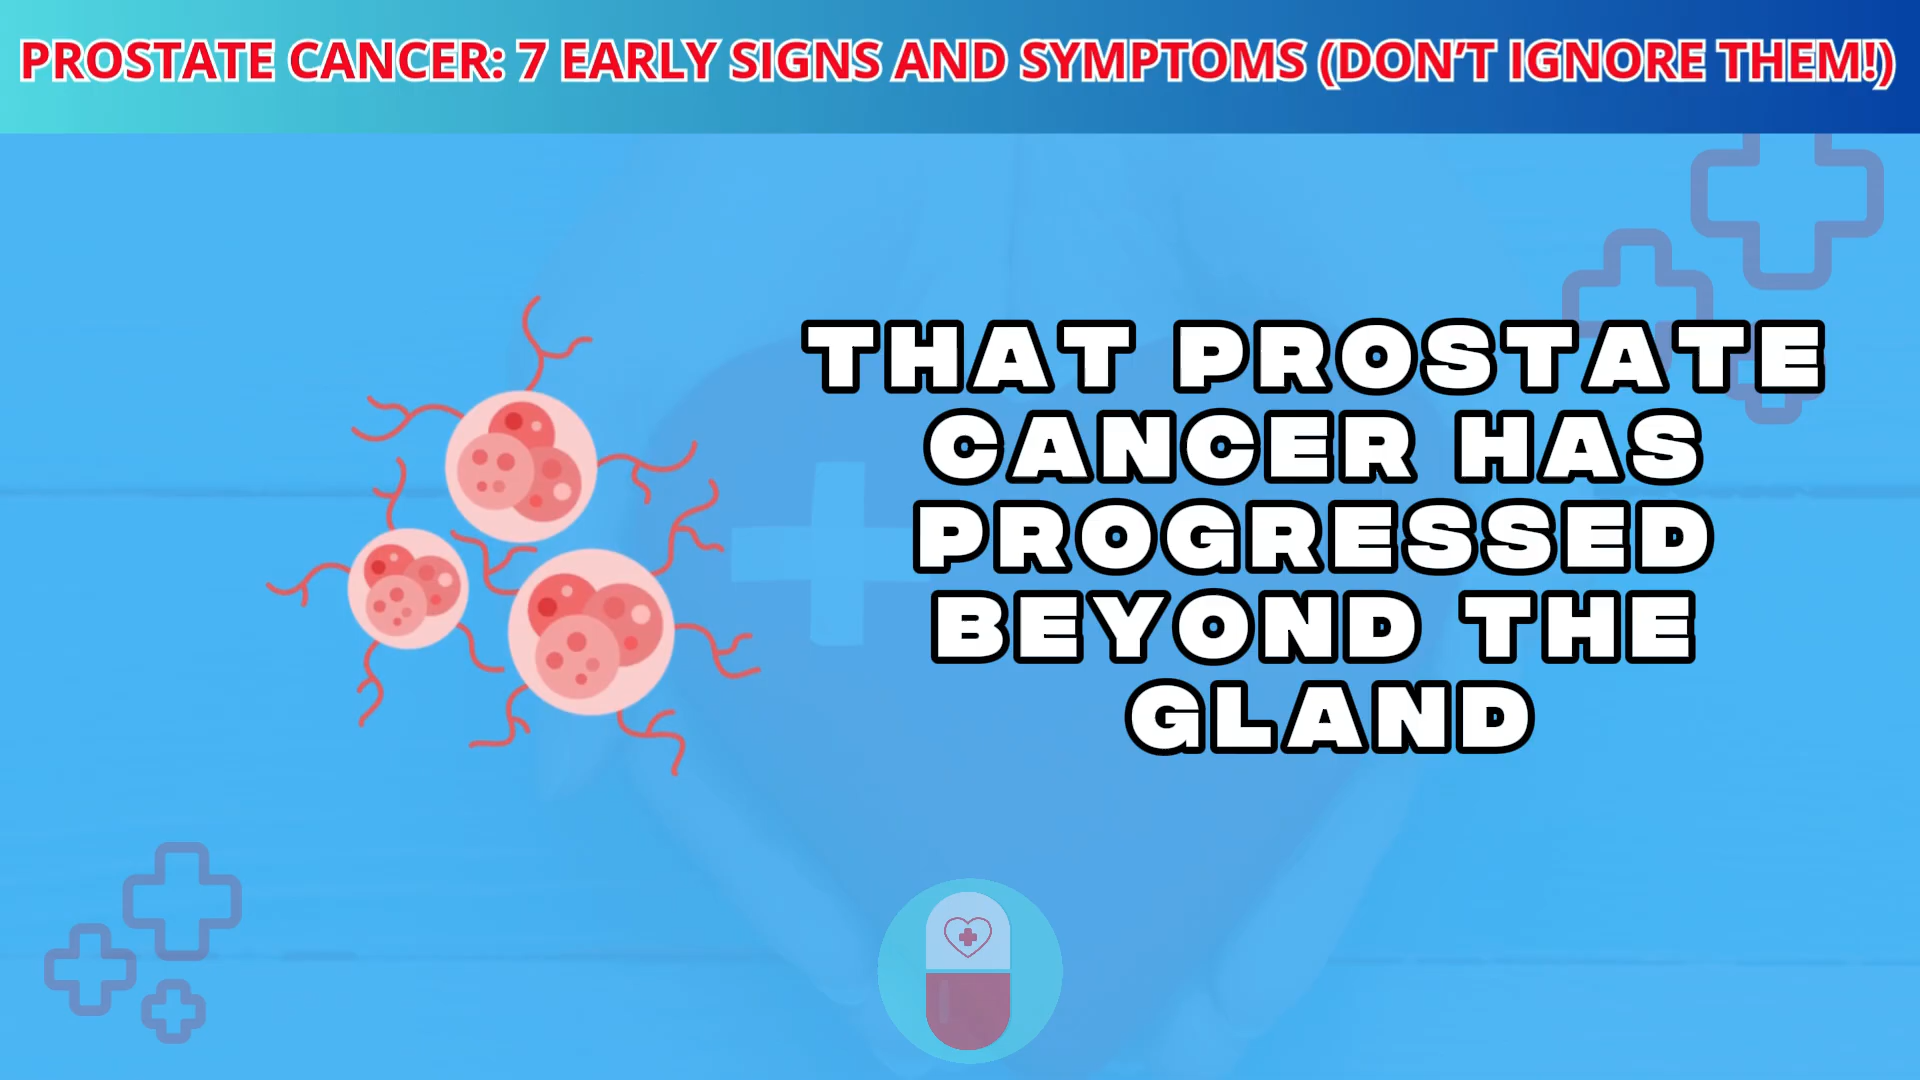 PROSTATE CANCER: 7 EARLY SIGNS AND SYMPTOMS (DON'T IGNORE THEM!)
THAT PROSTATE
CANCER HAS
PROGRESSED
BEYOND THE
GLAND